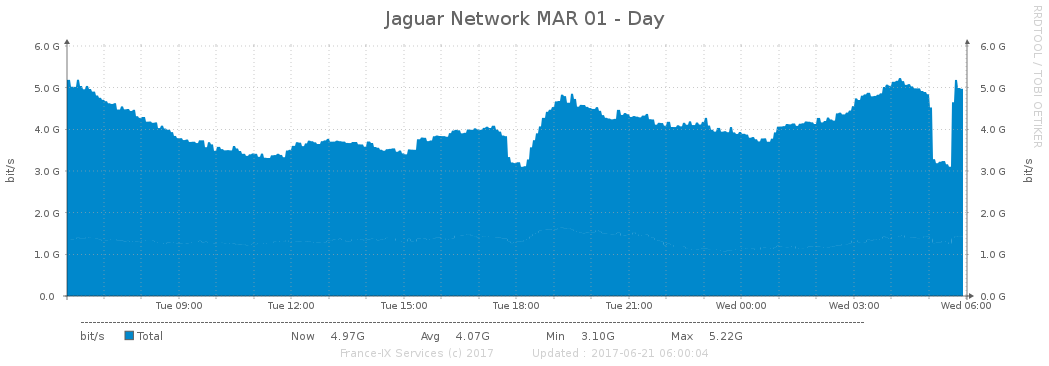 Jaguar Network MAR 01 - Day
RRDTOOL / TOBI OETIKER
6.0 G 6.0 G
5.0 G 5.0 G
4.0 G 4.0 G
3.0 G 3.0 G
2.0 G 2.0 G
1.0 G 1.0 G
0.0 0.0 G
bit/s bit/s
Tue 09:00 Tue 12:00 Tue 15:00 Tue 18:00 Tue 21:00 Wed 00:00 Wed 03:00 Wed 06:00
bit/s Total Now 4.97G Avg 4.07G Min 3.10G Max 5.22G
France-IX Services (c) 2017 Updated : 2017-06-21 06:00:04